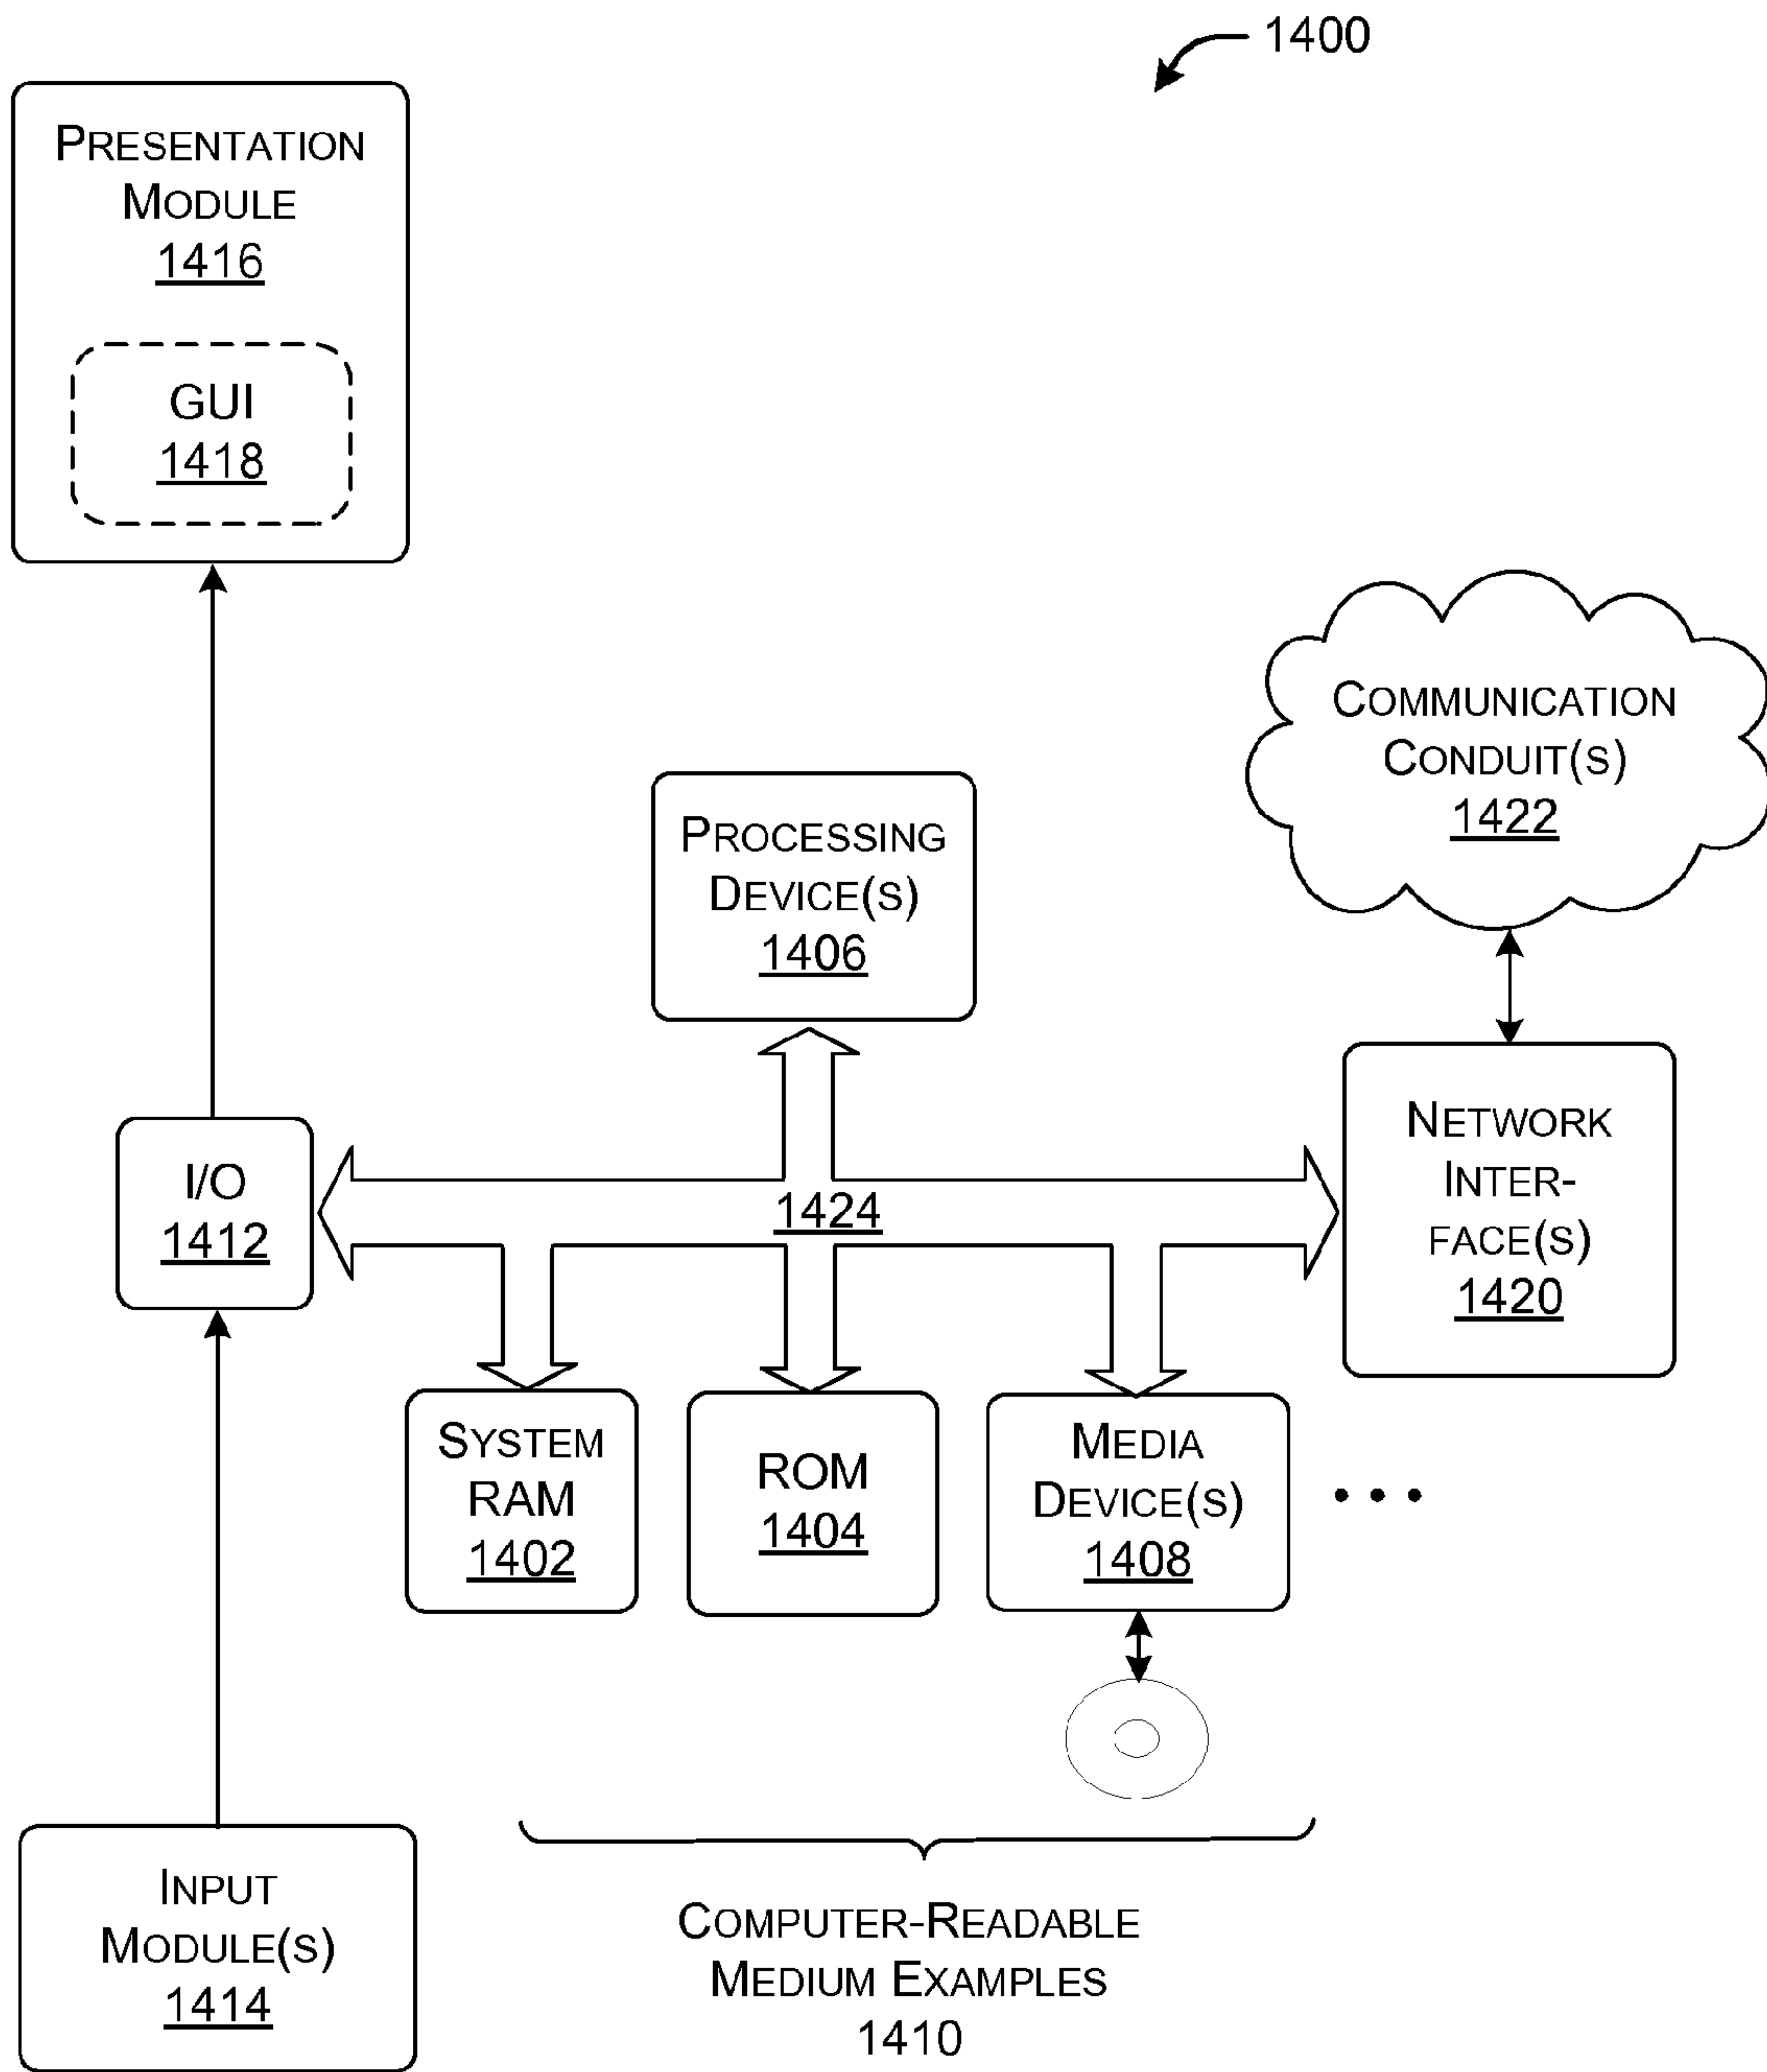 1400
PRESENTATION
MODULE
1416
GUI
1418
COMMUNICATION
CONDUIT(S)
1422
PROCESSING
DEVICE(S)
1406
NETWORK
INTER-
FACE(S)
1420
I/O
1412
1424
SYSTEM
RAM
1402
ROM
1404
MEDIA
DEVICE(S)
1408
• • •
INPUT
MODULE(S)
1414
COMPUTER-READABLE
MEDIUM EXAMPLES
1410